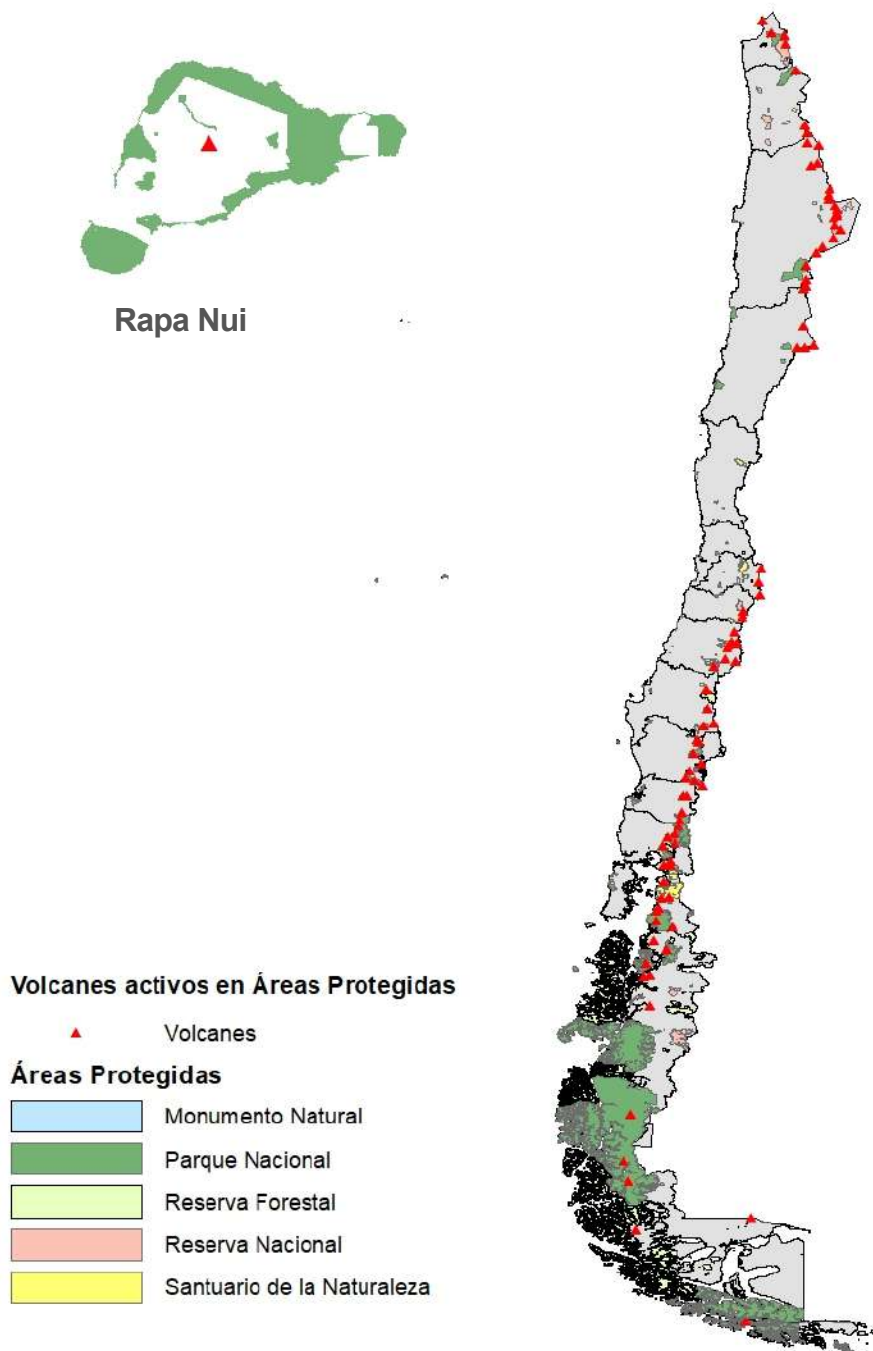 Rapa Nui
Volcanes activos en Áreas Protegidas
Volcanes
Áreas Protegidas
Monumento Natural
Parque Nacional
Reserva Forestal
Reserva Nacional
Santuario de la Naturaleza